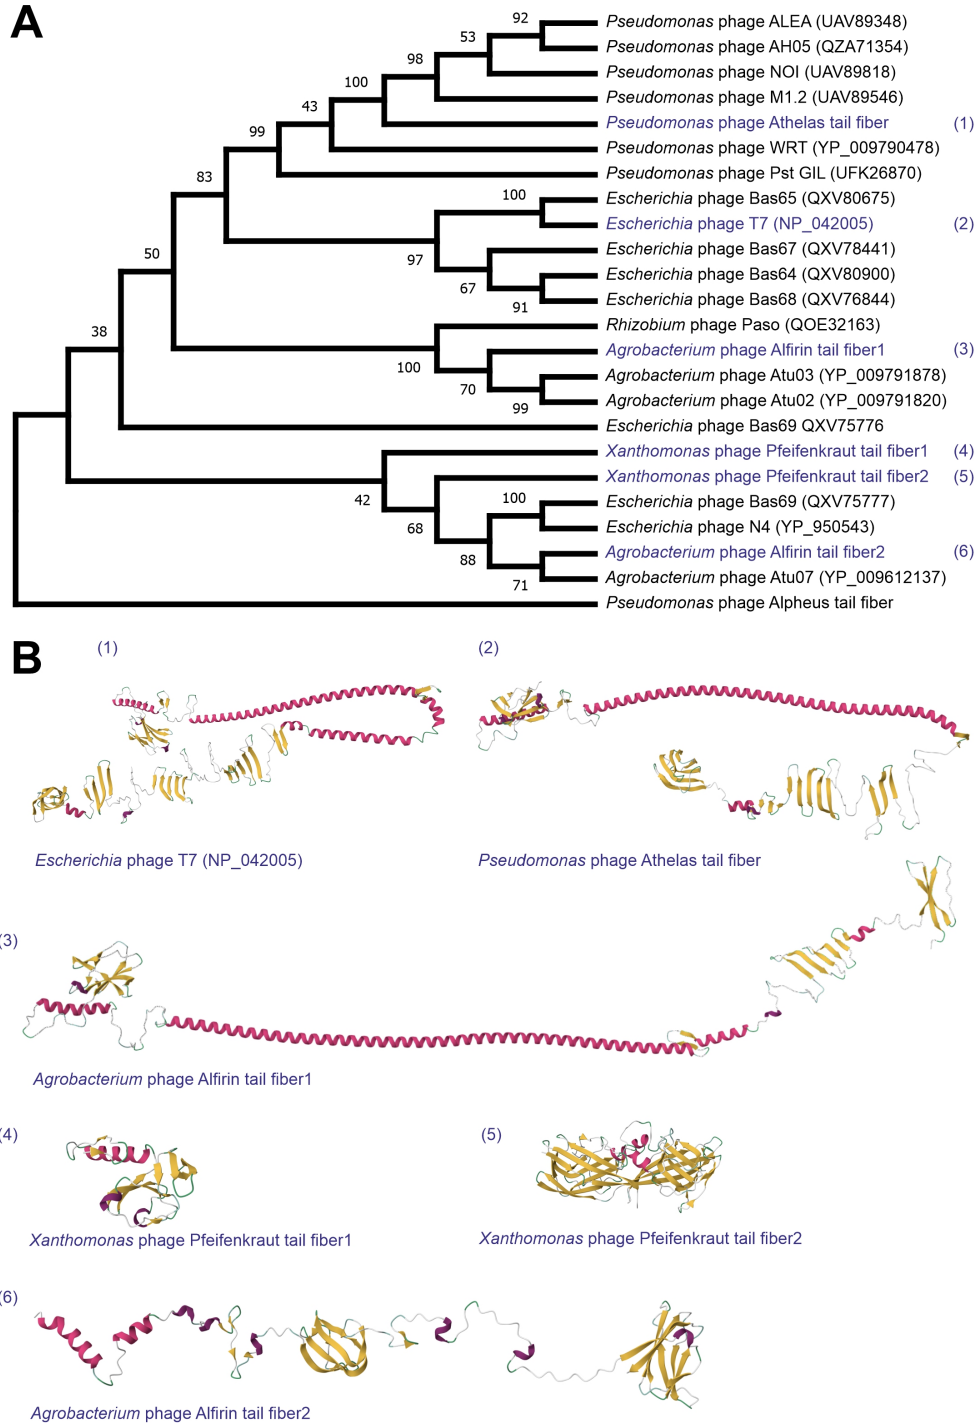 A
92
Pseudomonas phage ALEA (UAV89348)
53
Pseudomonas phage AH05 (QZA71354)
98
Pseudomonas phage NOI (UAV89818)
100
Pseudomonas phage M1.2 (UAV89546)
43
Pseudomonas phage Athelas tail fiber (1)
99
Pseudomonas phage WRT (YP_009790478)
Pseudomonas phage Pst GIL (UFK26870)
83
100
Escherichia phage Bas65 (QXV80675)
Escherichia phage T7 (NP_042005) (2)
50
97
Escherichia phage Bas67 (QXV78441)
67
Escherichia phage Bas64 (QXV80900)
91
Escherichia phage Bas68 (QXV76844)
38
Rhizobium phage Paso (QOE32163)
100
Agrobacterium phage Alfirin tail fiber1 (3)
70
Agrobacterium phage Atu03 (YP_009791878)
99
Agrobacterium phage Atu02 (YP_009791820)
Escherichia phage Bas69 QXV75776
Xanthomonas phage Pfeifenkraut tail fiber1 (4)
42
Xanthomonas phage Pfeifenkraut tail fiber2 (5)
68
100
Escherichia phage Bas69 (QXV75777)
Escherichia phage N4 (YP_950543)
88
Agrobacterium phage Alfirin tail fiber2 (6)
71
Agrobacterium phage Atu07 (YP_009612137)
Pseudomonas phage Alpheus tail fiber
B
(1)
(2)
Escherichia phage T7 (NP_042005)
Pseudomonas phage Athelas tail fiber
(3)
Agrobacterium phage Alfirin tail fiber1
(4)
(5)
Xanthomonas phage Pfeifenkraut tail fiber1
Xanthomonas phage Pfeifenkraut tail fiber2
(6)
Agrobacterium phage Alfirin tail fiber2